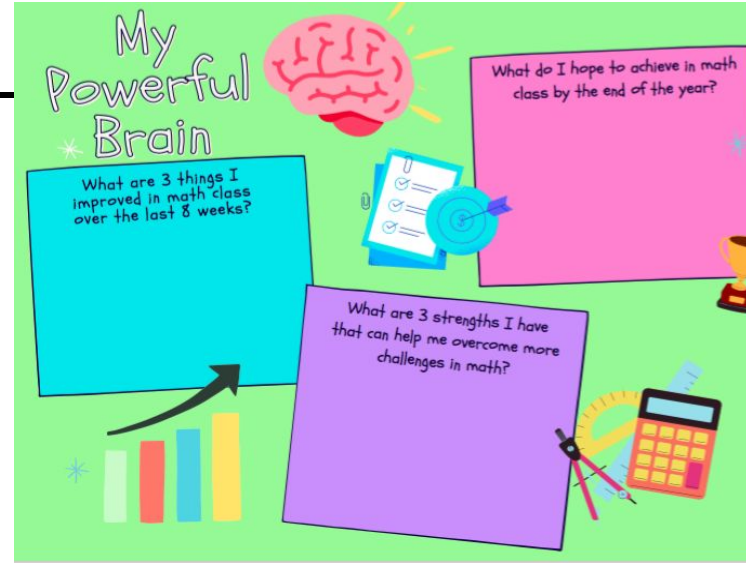 My
Powerful
Brain
What do I hope to achieve in math
class by the end of the year?
What are 3 things I
improved in math class
over the last 8 weeks?
What are 3 strengths I have
that can help me overcome more
challenges in math?